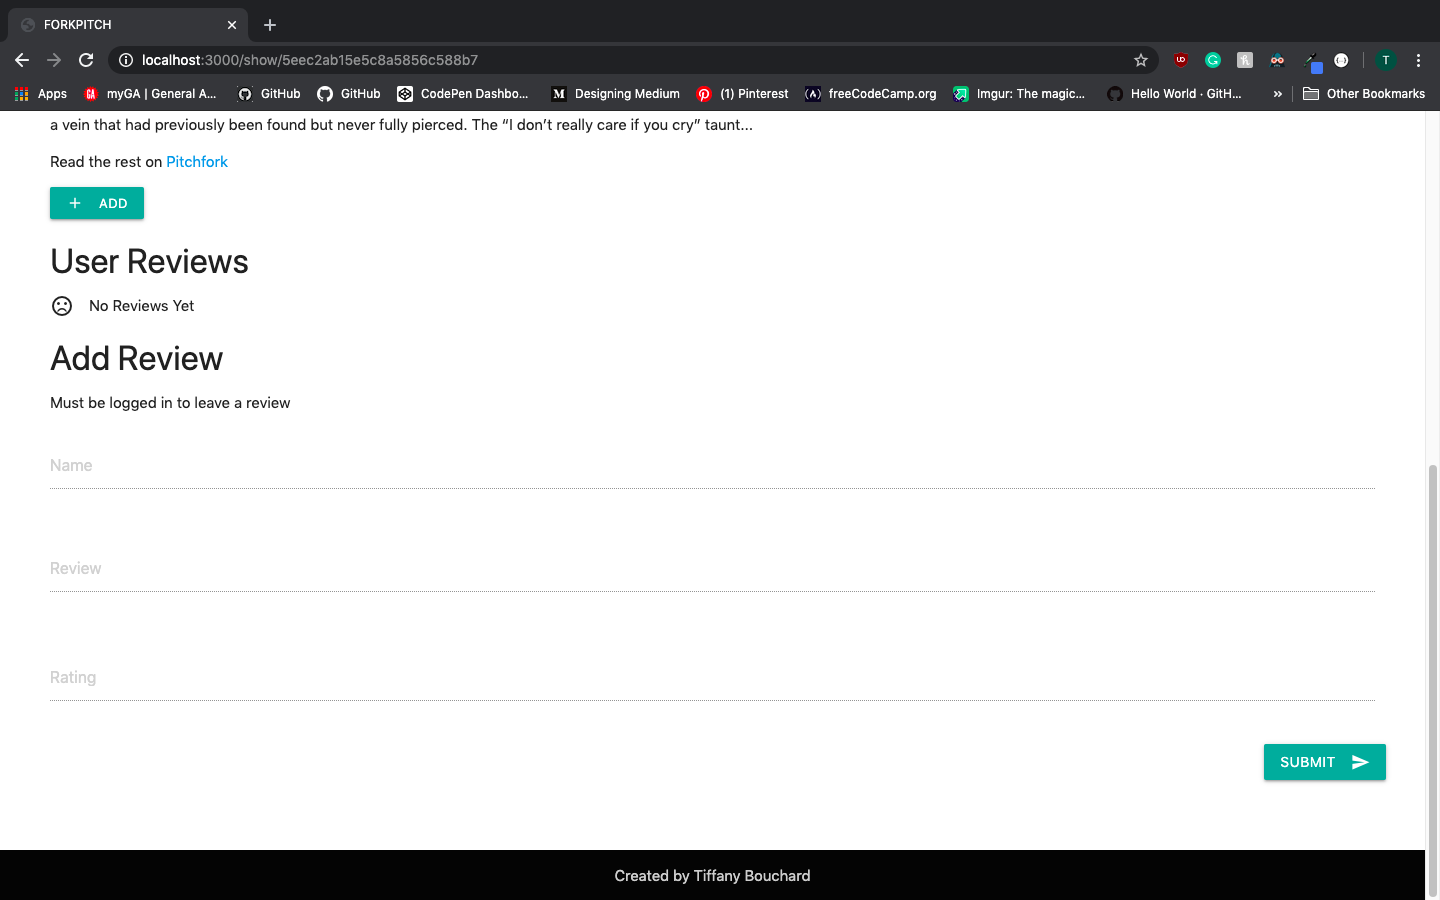 FORKPITCH
localhost:3000/show/5eec2ab15e5c8a5856c588b7
T
Apps
myGA | General A...
GitHub
GitHub
CodePen Dashbo...
Designing Medium
(1) Pinterest
freeCodeCamp.org
Imgur: The magic...
Hello World · GitH...
»
Other Bookmarks
a vein that had previously been found but never fully pierced. The “I don’t really care if you cry” taunt...
Read the rest on Pitchfork
ADD
User Reviews
No Reviews Yet
Add Review
Must be logged in to leave a review
Name
Review
Rating
SUBMIT
Created by Tiffany Bouchard